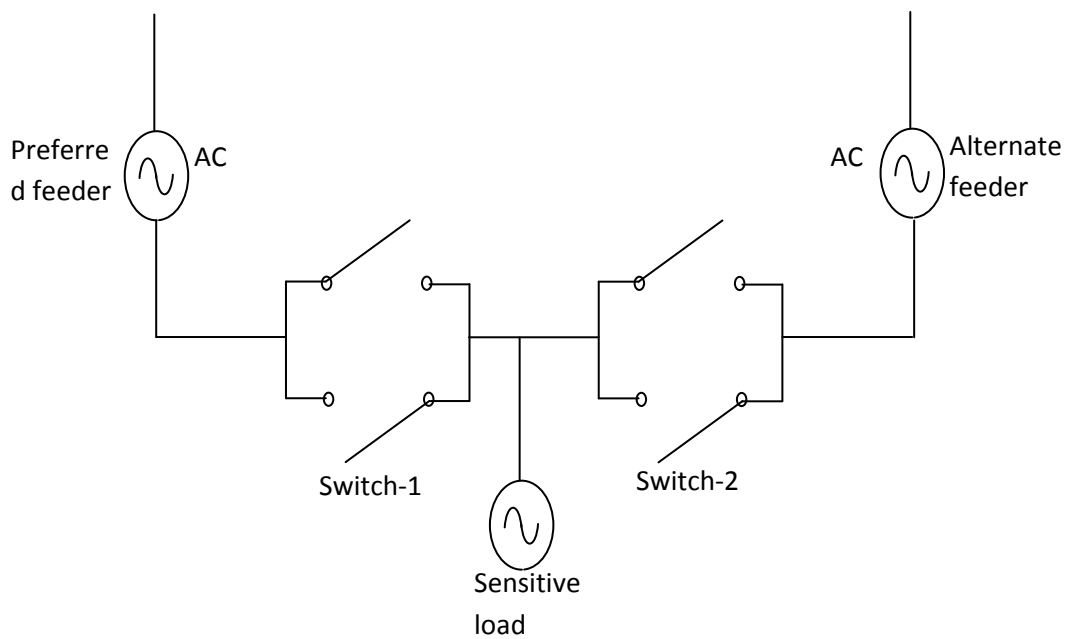 Preferre
d feeder
AC
AC
Alternate
feeder
Switch-1
Switch-2
Sensitive
load